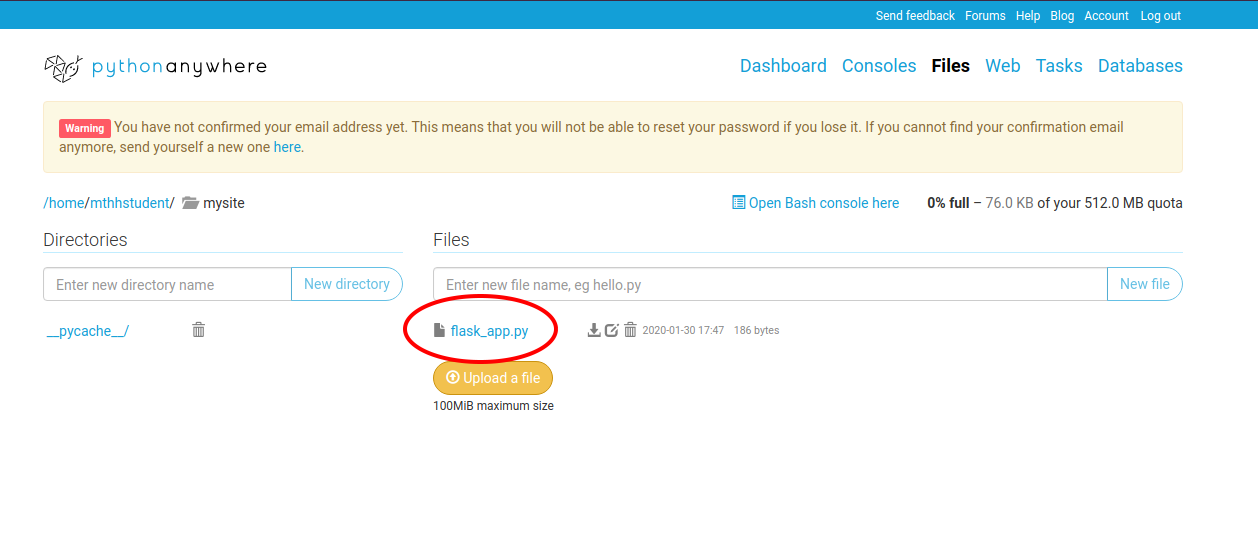 Send feedback Forums Help Blog Account Log out
pythonanywhere
Dashboard Consoles Files Web Tasks Databases
Warning You have not confirmed your email address yet. This means that you will not be able to reset your password if you lose it. If you cannot find your confirmation email
anymore, send yourself a new one here.
/home/mthhstudent/ mysite
Open Bash console here 0% full – 76.0 KB of your 512.0 MB quota
Directories
Files
Enter new directory name New directory
Enter new file name, eg hello.py New file
__pycache__/
flask_app.py 2020-01-30 17:47 186 bytes
Upload a file
100MiB maximum size